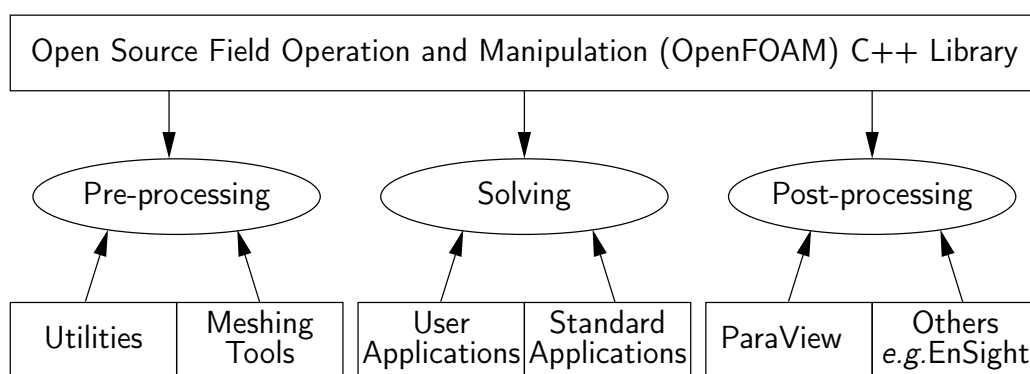 Open Source Field Operation and Manipulation (OpenFOAM) C++ Library
Pre-processing
Solving
Post-processing
Utilities
Meshing
Tools
User
Applications
Standard
Applications
ParaView
Others
e.g.EnSight